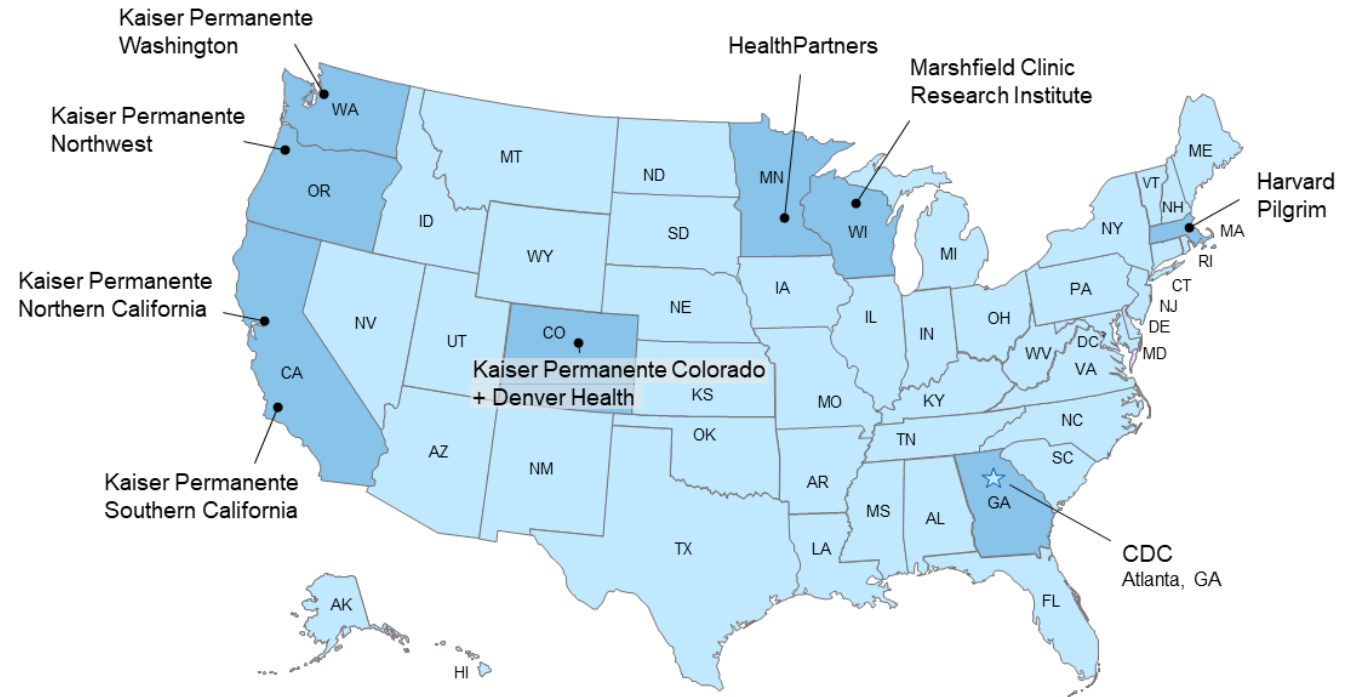 Kaiser Permanente
Washington
HealthPartners
Marshfield Clinic
Research Institute
Kaiser Permanente
Northwest
Harvard
Pilgrim
Kaiser Permanente
Northern California
Kaiser Permanente Colorado
+ Denver Health
Kaiser Permanente
Southern California
CDC
Atlanta, GA
WA
OR
CA
ID
NV
MT
WY
UT
CO
AZ
NM
ND
SD
NE
KS
OK
TX
MN
IA
MO
AR
LA
WI
IL
MI
IN
OH
KY
TN
MS
AL
GA
FL
SC
NC
VA
WV
DC
MD
DE
NJ
PA
NY
CT
RI
MA
VT
NH
ME
AK
HI